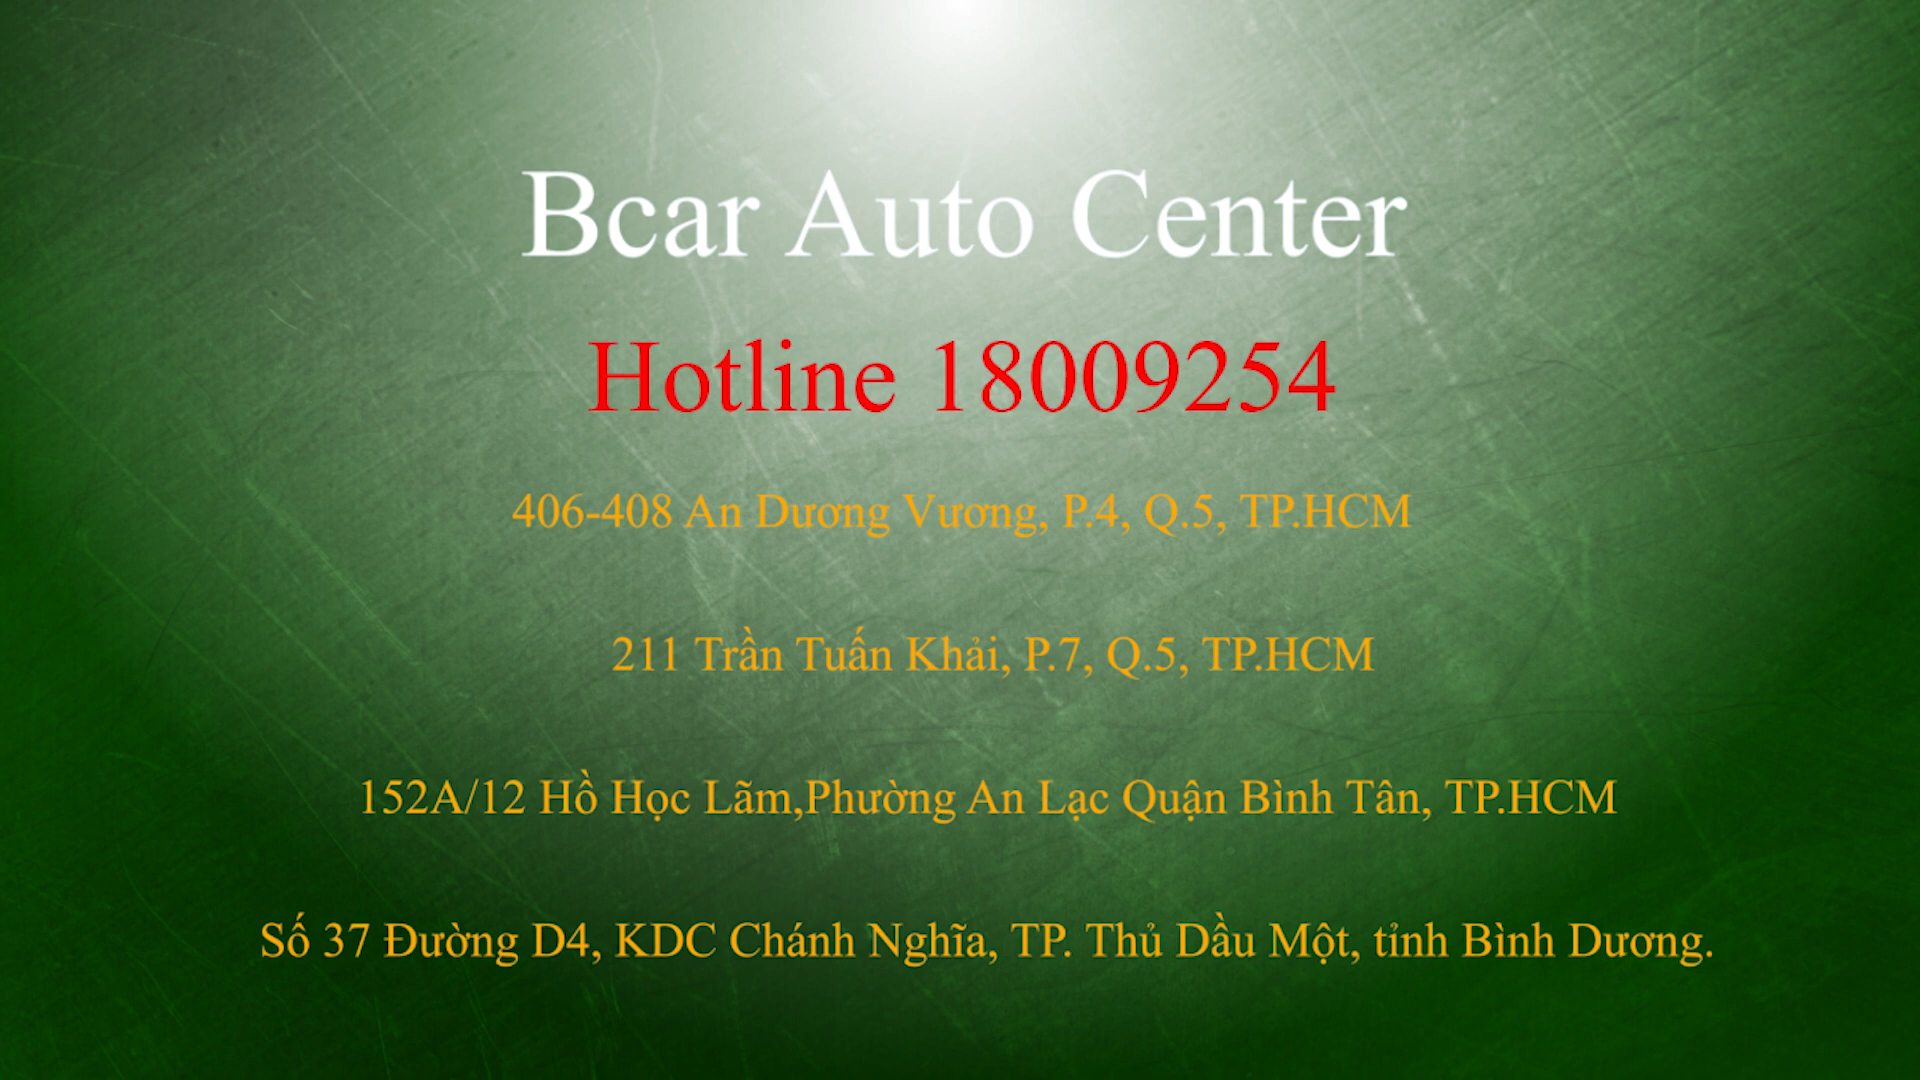 Bcar Auto Center
Hotline 18009254
406-408 An Dương Vương, P.4, Q.5, TP.HCM
211 Trần Tuấn Khải, P.7, Q.5, TP.HCM
152A/12 Hồ Học Lãm,Phường An Lạc Quận Bình Tân, TP.HCM
Số 37 Đường D4, KDC Chánh Nghĩa, TP. Thủ Dầu Một, tỉnh Bình Dương.